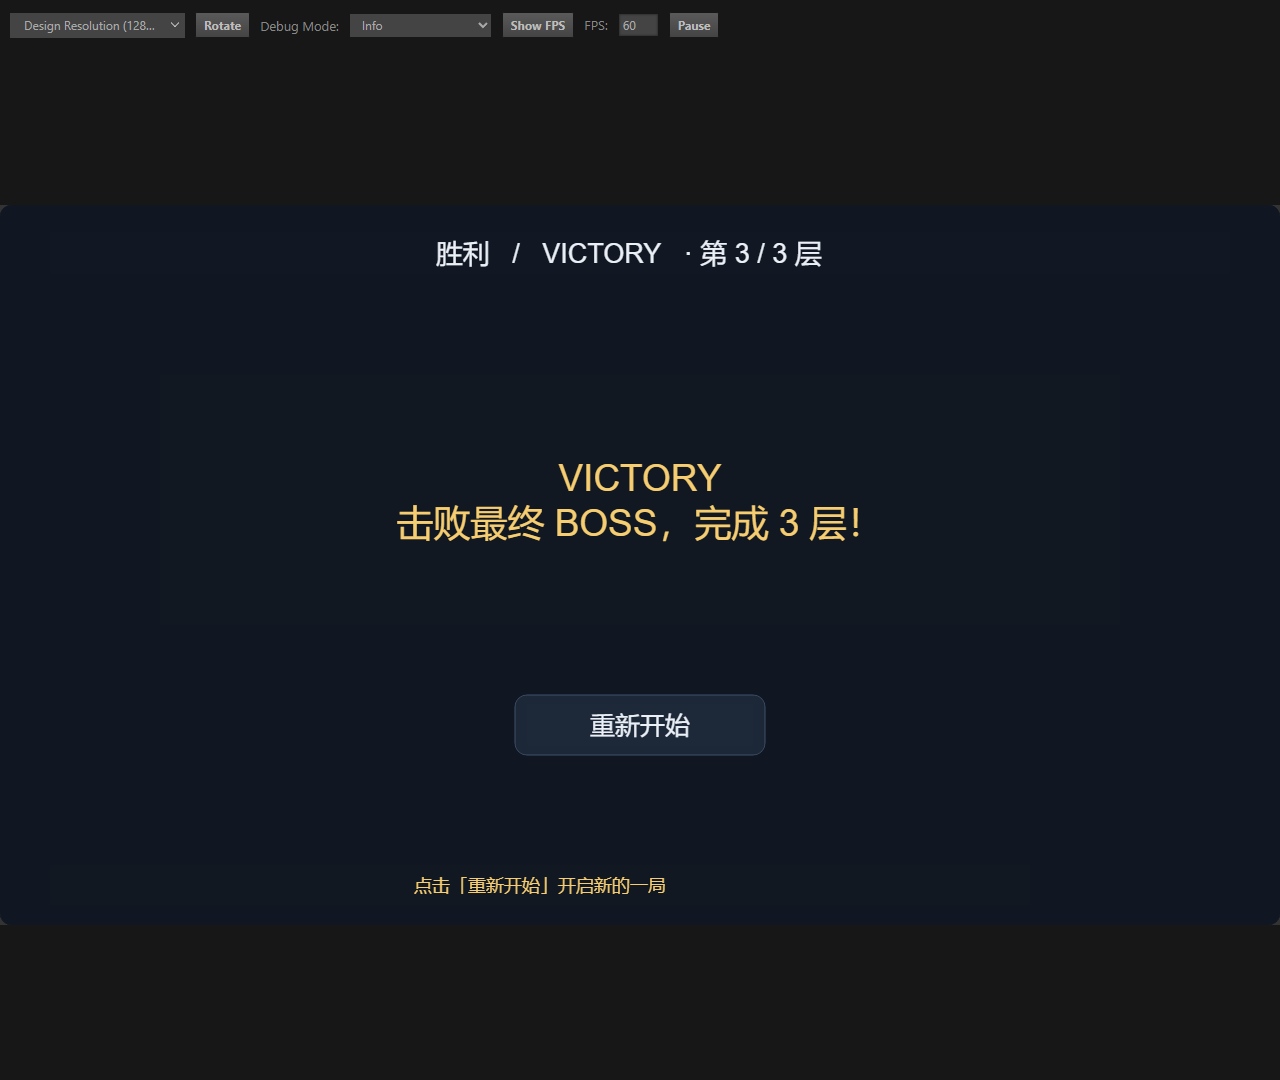 Design Resolution (128... Rotate Debug Mode: Info Show FPS FPS: 60 Pause
胜利 / VICTORY · 第 3 / 3 层
VICTORY
击败最终 BOSS，完成 3 层！
重新开始
点击「重新开始」开启新的一局